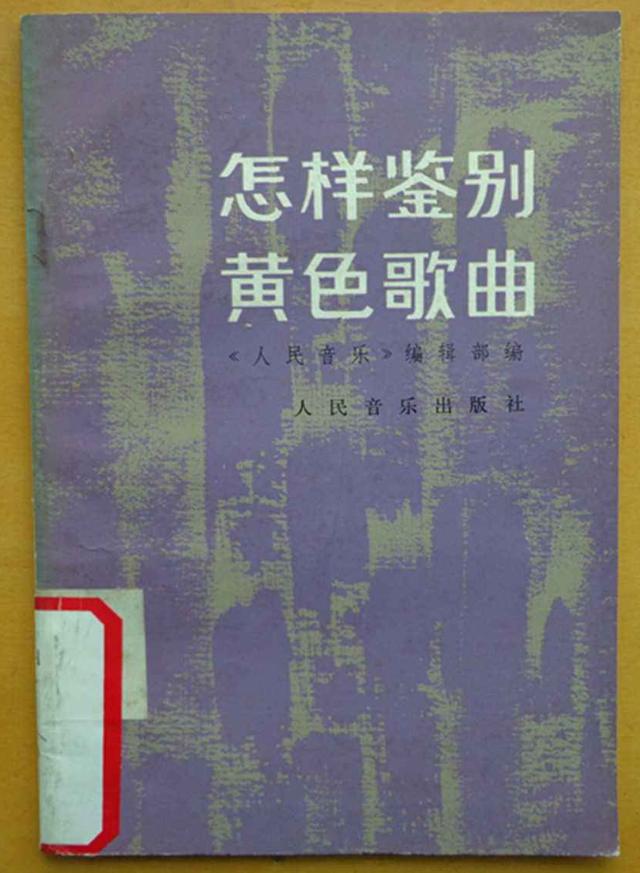 怎样鉴别
黄色歌曲
《人民音乐》编辑部编
人民音乐出版社